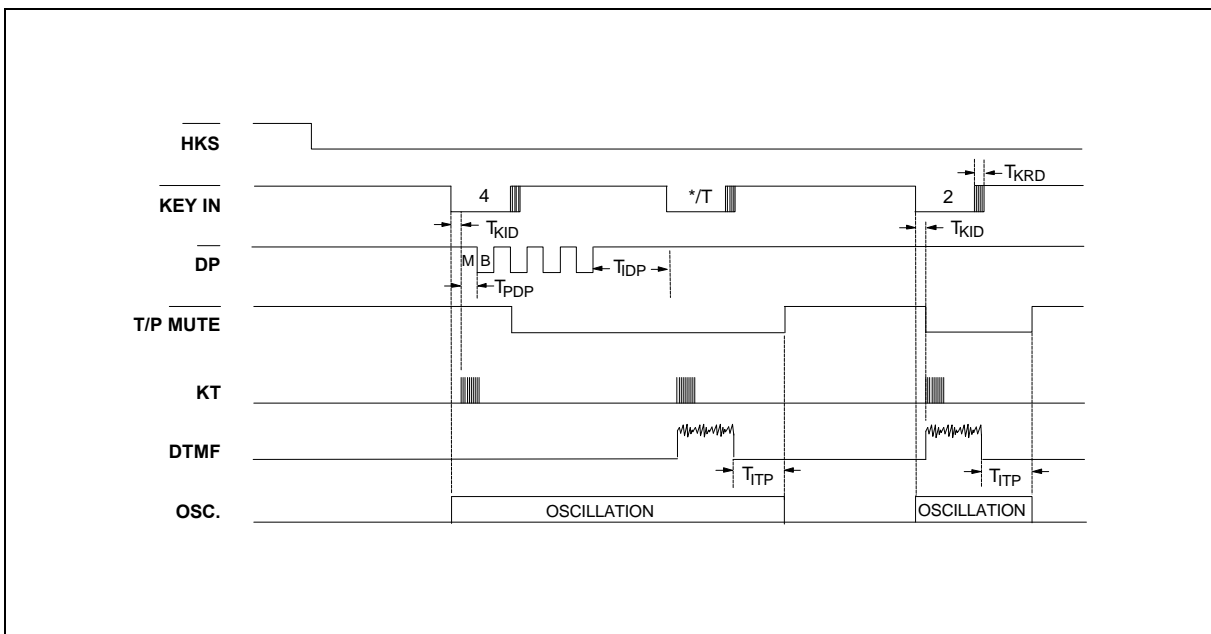 HKS
TKRD
KEY IN
4
*/T
2
TKID
TKID
DP
M B
TIDP
TPDP
T/P MUTE
KT
DTMF
TITP
TITP
OSC.
OSCILLATION
OSCILLATION